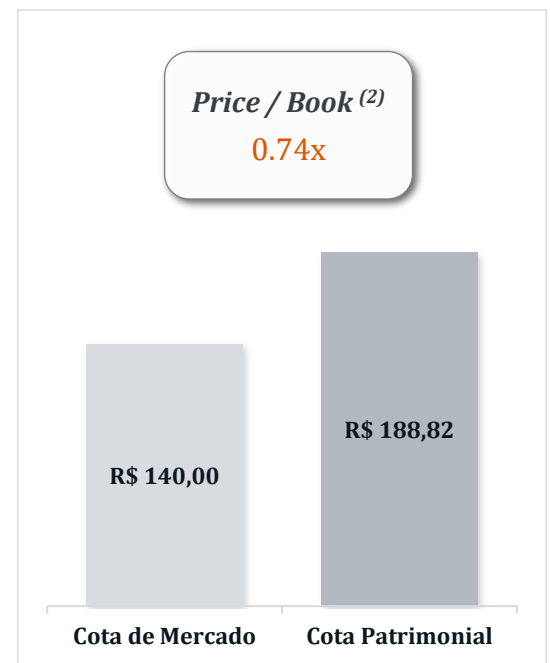 Price / Book (2)
0.74x
R$ 188,82
R$ 140,00
Cota de Mercado
Cota Patrimonial